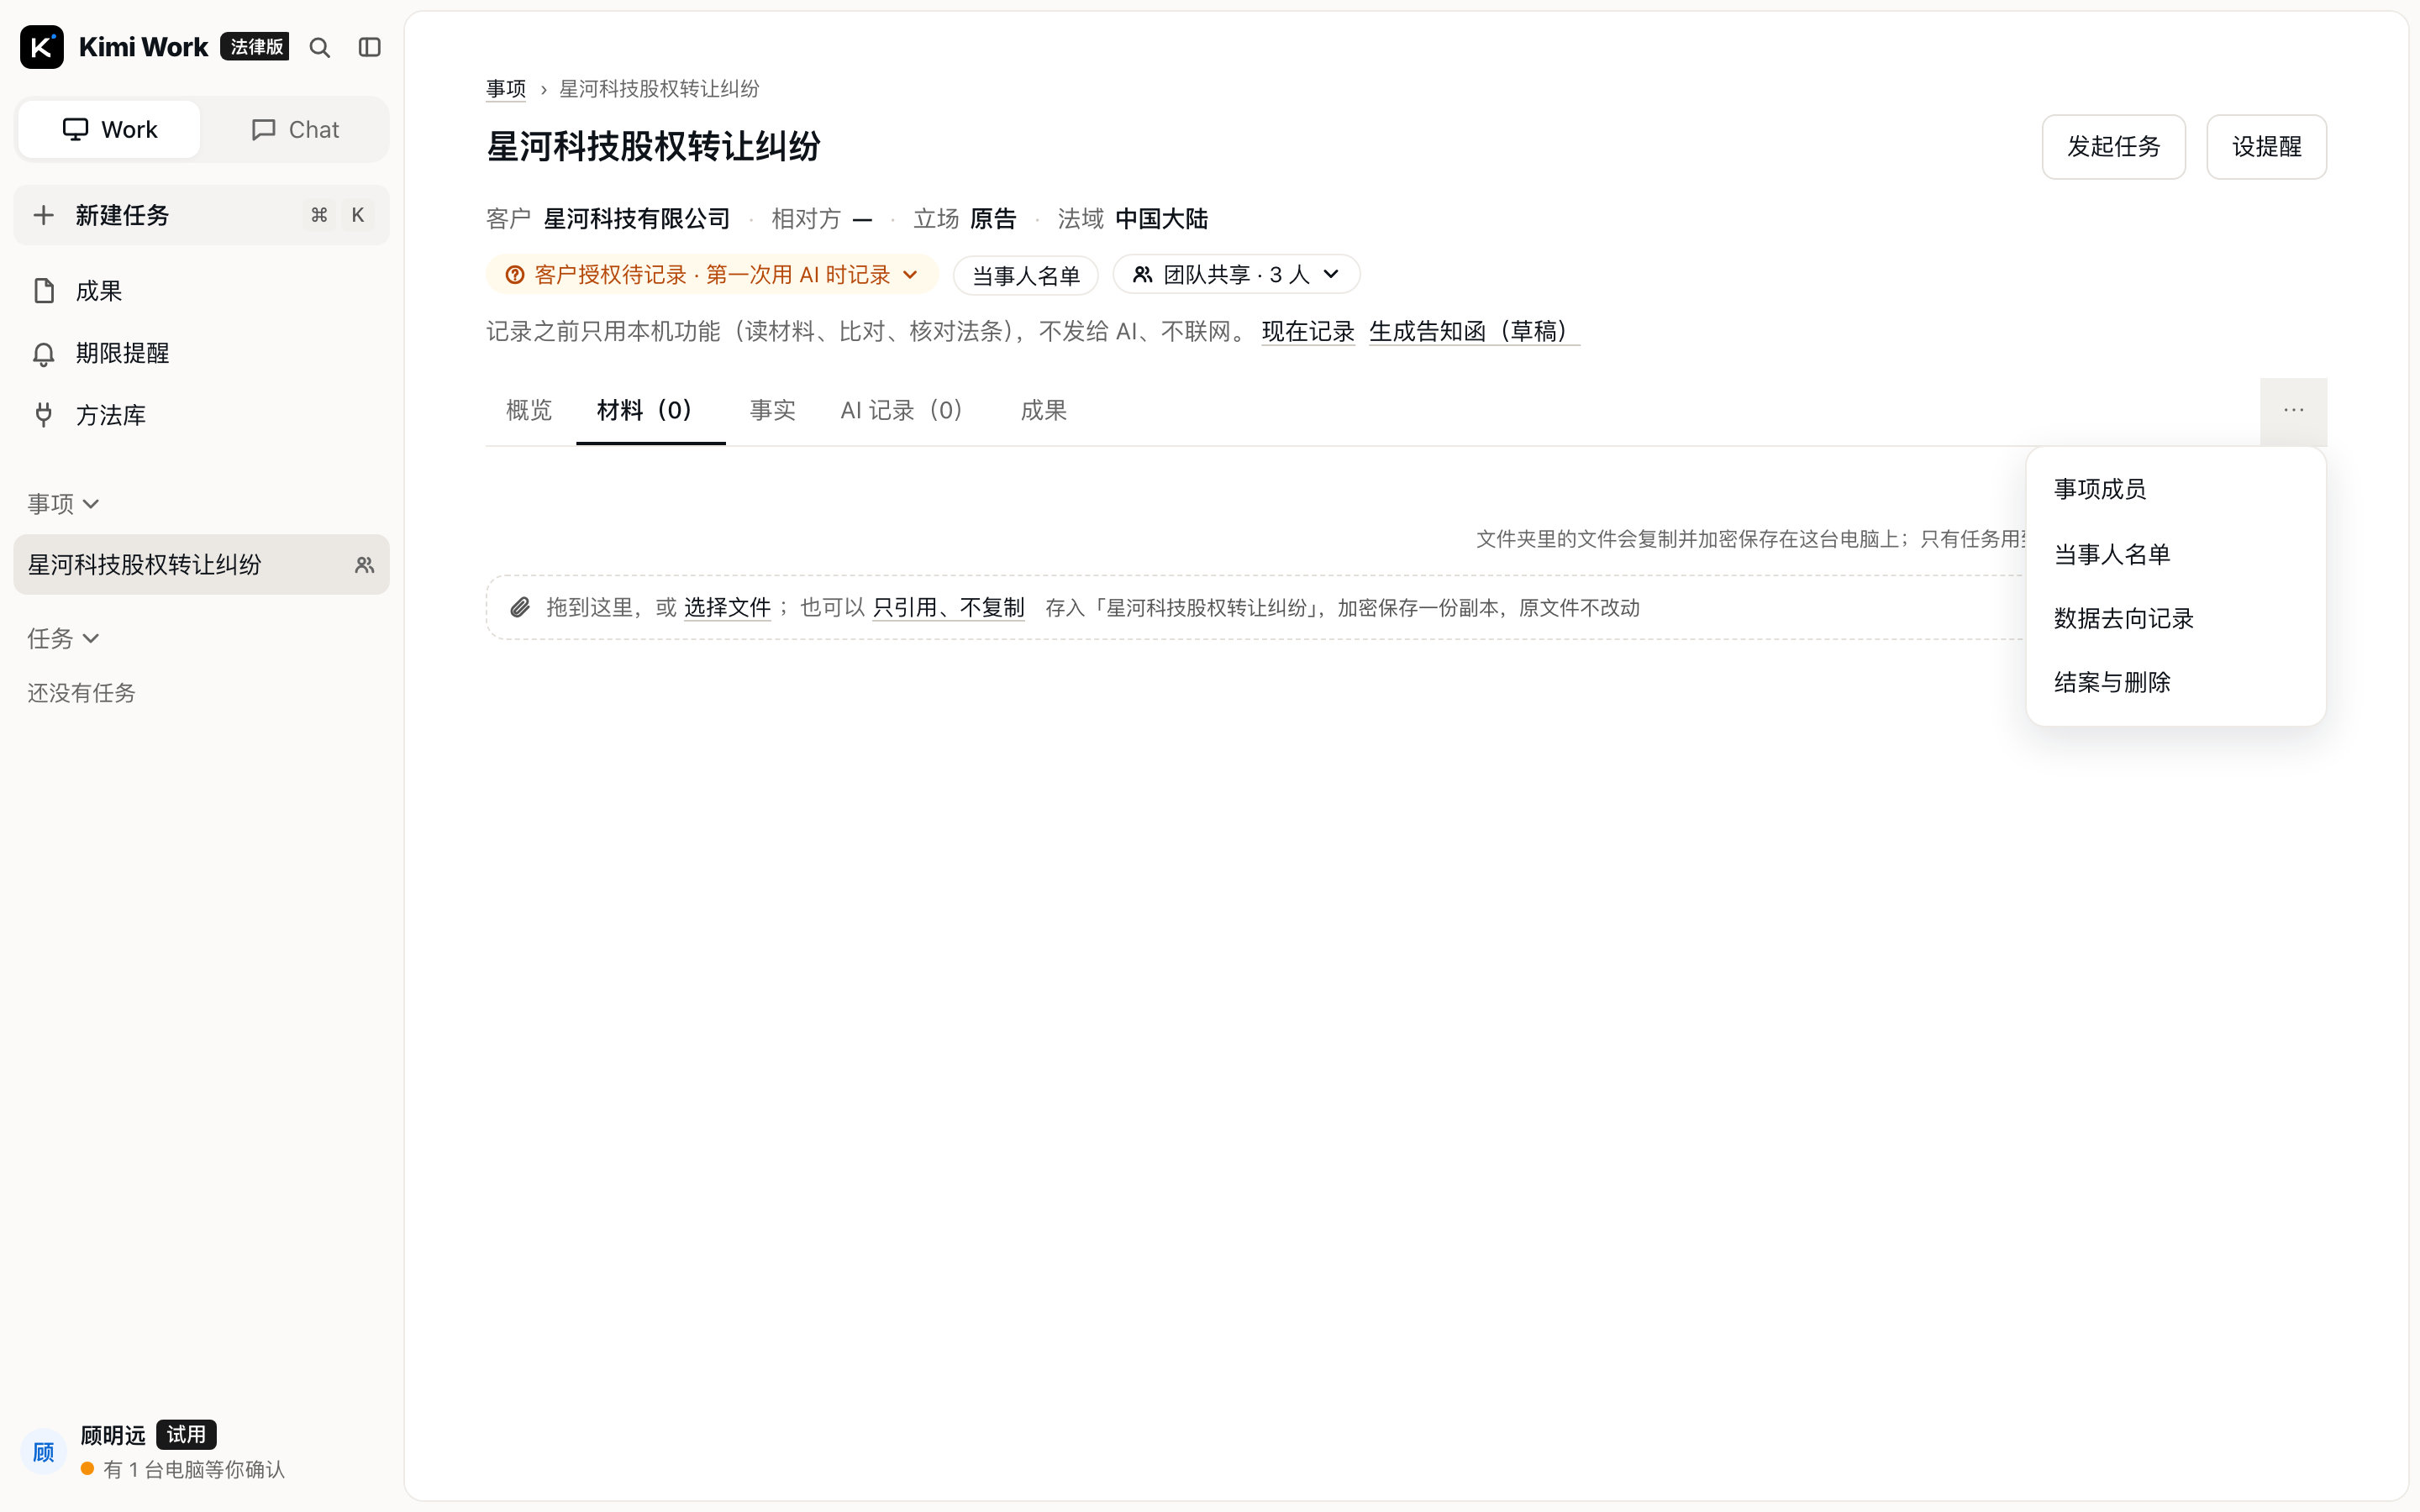 Kimi Work 法律版
Work
Chat
新建任务 ⌘ K
成果
期限提醒
方法库
事项
星河科技股权转让纠纷
任务
还没有任务
顾 顾明远 试用
有 1 台电脑等你确认
事项 › 星河科技股权转让纠纷
星河科技股权转让纠纷
发起任务 设提醒
客户 星河科技有限公司 · 相对方 — · 立场 原告 · 法域 中国大陆
客户授权待记录 · 第一次用 AI 时记录 当事人名单 团队共享 · 3 人
记录之前只用本机功能（读材料、比对、核对法条），不发给 AI、不联网。 现在记录 生成告知函（草稿）
概览 材料（0） 事实 AI 记录（0） 成果 ···
文件夹里的文件会复制并加密保存在这台电脑上；只有任务用
拖到这里，或 选择文件 ；也可以 只引用、不复制 存入「星河科技股权转让纠纷」，加密保存一份副本，原文件不改动
事项成员
当事人名单
数据去向记录
结案与删除